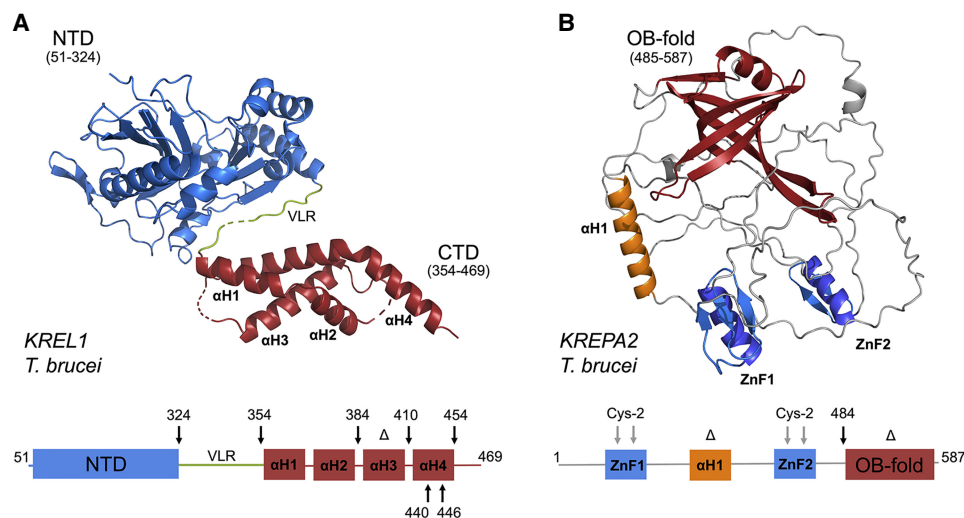 A
NTD
(51-324)
VLR
CTD
(354-469)
αH1
αH3
αH2
αH4
KREL1
T. brucei
324
354
384
410
454
Δ
51
NTD
VLR
αH1
αH2
αH3
αH4
469
440
446
B
OB-fold
(485-587)
αH1
ZnF2
ZnF1
KREPA2
T. brucei
Cys-2
Δ
Cys-2
484
Δ
1
ZnF1
αH1
ZnF2
OB-fold
587